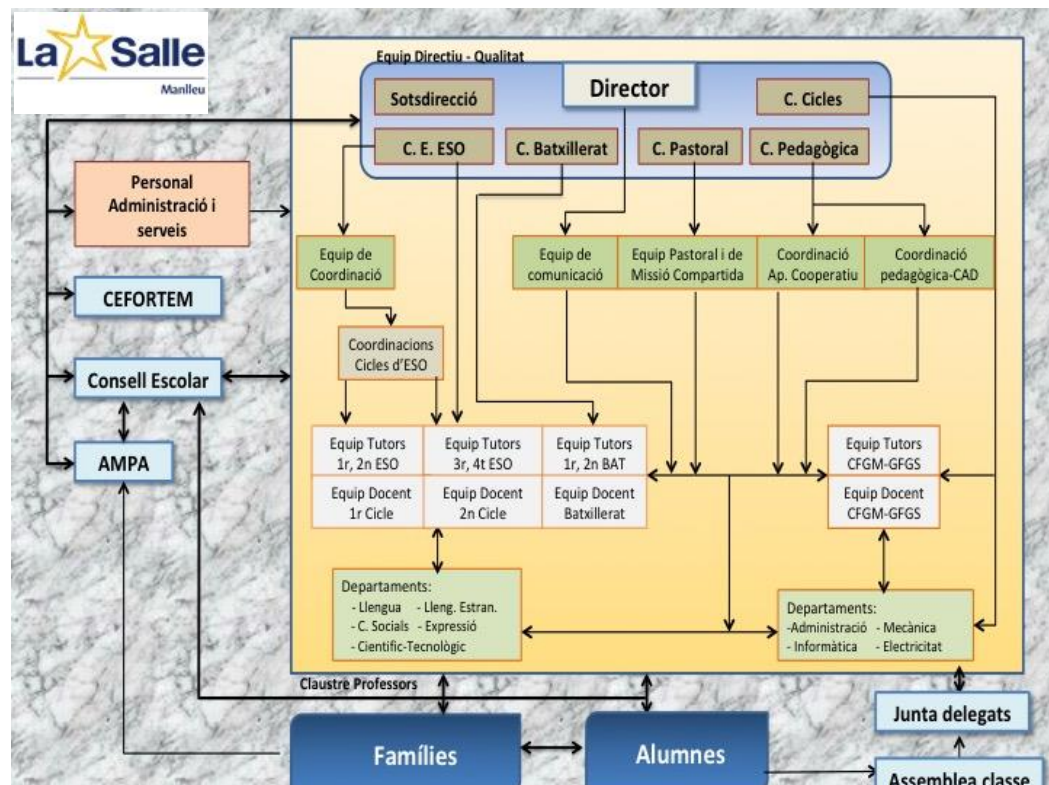 La Salle
Manlleu
Equip Directiu - Qualitat
Sotsdirecció
Director
C. Cicles
C. E. ESO
C. Batxillerat
C. Pastoral
C. Pedagògica
Personal
Administració i
serveis
Equip de
Coordinació
Equip de
comunicació
Equip Pastoral i de
Missió Compartida
Coordinació
Ap. Cooperatiu
Coordinació
pedagògica-CAD
CEFORTEM
Coordinacions
Cicles d'ESO
Consell Escolar
AMPA
Equip Tutors
1r, 2n ESO
Equip Tutors
3r, 4t ESO
Equip Tutors
1r, 2n BAT
Equip Tutors
CFGM-GFGS
Equip Docent
1r Cicle
Equip Docent
2n Cicle
Equip Docent
Batxillerat
Equip Docent
CFGM-GFGS
Departaments:
- Llengua - Lleng. Estran.
- C. Socials - Expressió
- Científic-Tecnològic
Departaments:
-Administració - Mecànica
- Informàtica - Electricitat
Claustre Professors
Junta delegats
Famílies
Alumnes
Assemblea classe